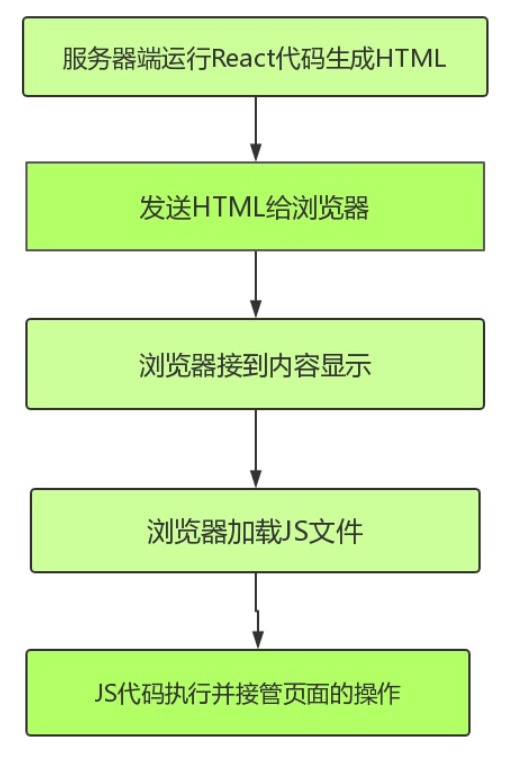 服务器端运行React代码生成HTML
发送HTML给浏览器
浏览器接到内容显示
浏览器加载JS文件
JS代码执行并接管页面的操作